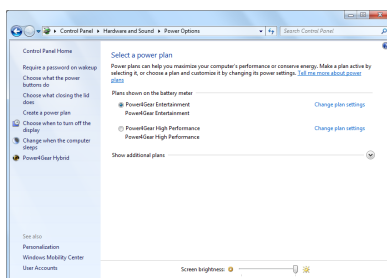 Control Panel ▸ Hardware and Sound ▸ Power Options
Search Control Panel
Control Panel Home
Require a password on wakeup
Choose what the power
buttons do
Choose what closing the lid
does
Create a power plan
Choose when to turn off the
display
Change when the computer
sleeps
Power4Gear Hybrid
See also
Personalization
Windows Mobility Center
User Accounts
Select a power plan
Power plans can help you maximize your computer's performance or conserve energy. Make a plan active by
selecting it, or choose a plan and customize it by changing its power settings. Tell me more about power
plans
Plans shown on the battery meter
Power4Gear Entertainment
Change plan settings
Power4Gear Entertainment
Power4Gear High Performance
Change plan settings
Power4Gear High Performance
Show additional plans
Screen brightness: